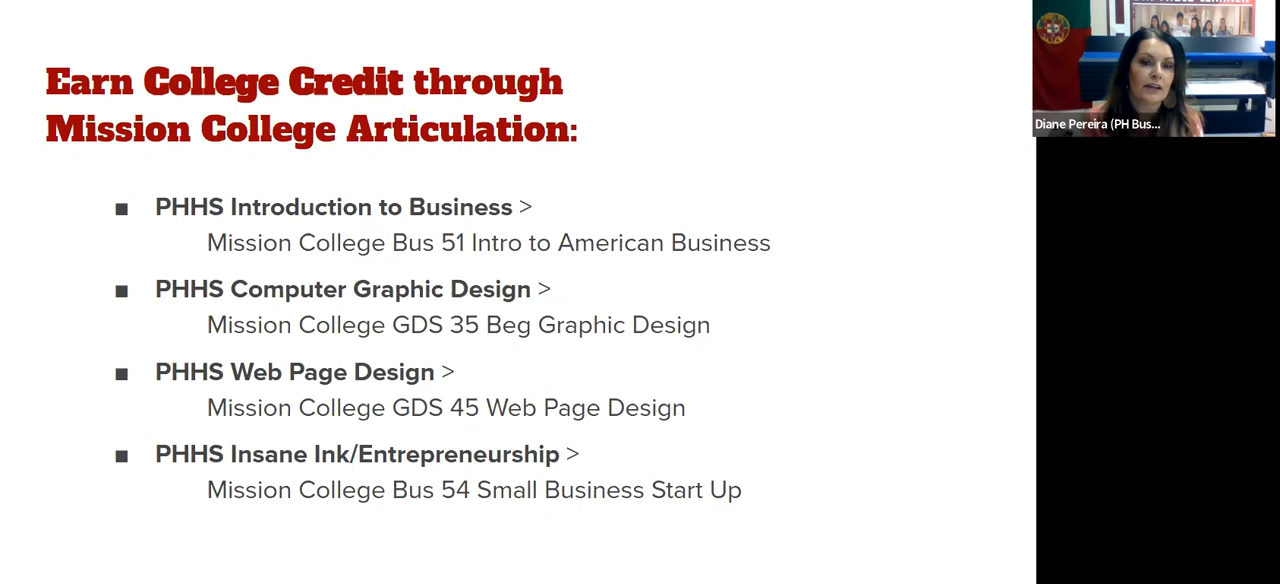 Earn College Credit through
Mission College Articulation:
■ PHHS Introduction to Business >
Mission College Bus 51 Intro to American Business
■ PHHS Computer Graphic Design >
Mission College GDS 35 Beg Graphic Design
■ PHHS Web Page Design >
Mission College GDS 45 Web Page Design
■ PHHS Insane Ink/Entrepreneurship >
Mission College Bus 54 Small Business Start Up
Diane Pereira (PH Bus...